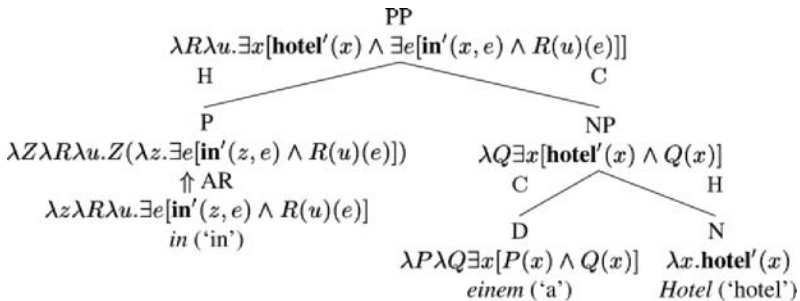 PP
λRλu.∃x[hotel′(x) ∧ ∃e[in′(x, e) ∧ R(u)(e)]]
H C
P NP
λZλRλu.Z(λz.∃e[in′(z, e) ∧ R(u)(e)]) λQ∃x[hotel′(x) ∧ Q(x)]
⇑ AR C H
λzλRλu.∃e[in′(z, e) ∧ R(u)(e)] D N
in (‘in’) λPλQ∃x[P(x) ∧ Q(x)] λx.hotel′(x)
einem (‘a’) Hotel (‘hotel’)